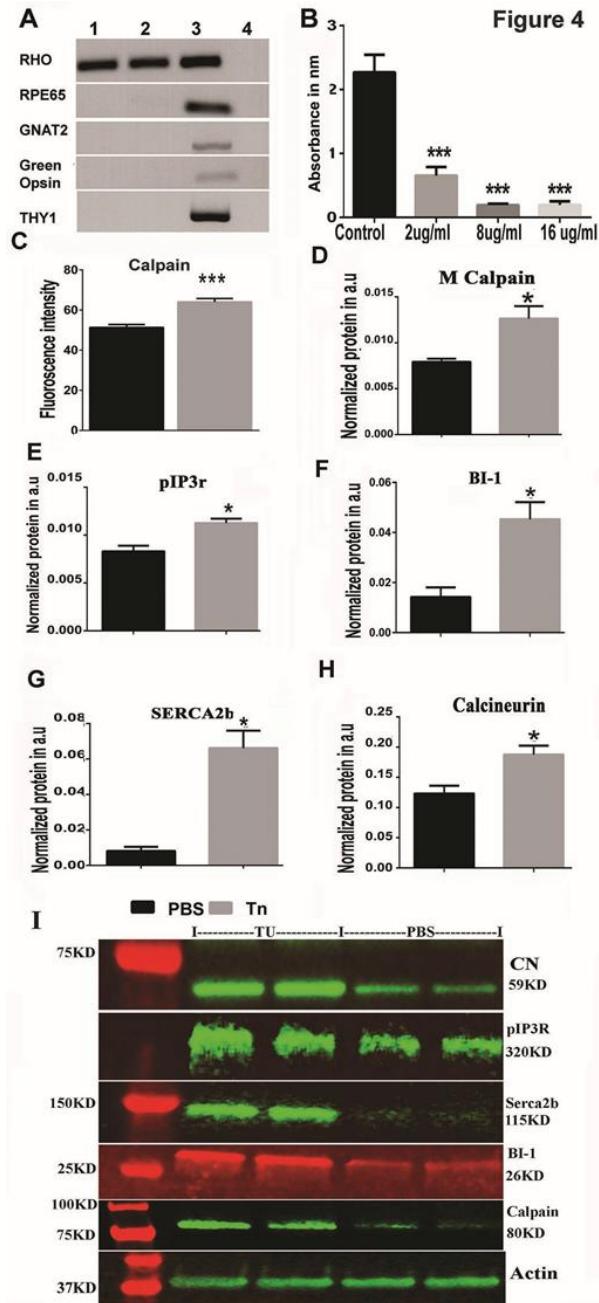 Figure 4
A
1 2 3 4
RHO
RPE65
GNAT2
Green
Opsin
THY1
B
Absorbance in nm
3
2
1
0
***
***
***
Control 2ug/ml 8ug/ml 16 ug/ml
C
Calpain
Fluoroscence intensity
80
60
40
20
0
***
D
M Calpain
Normalized protein in a.u
0.015
0.010
0.005
0.000
*
E
pIP3r
Normalized protein in a.u
0.015
0.010
0.005
0.000
*
F
BI-1
Normalized protein in a.u
0.06
0.04
0.02
0.00
*
G
SERCA2b
Normalized protein in a.u
0.08
0.06
0.04
0.02
0.00
*
H
Calcineurin
Normalized protein in a.u
0.20
0.15
0.10
0.05
0.00
*
PBS Tn
I
I-----------TU-----------I-------------PBS-----------I
75KD
CN
59KD
pIP3R
320KD
150KD
Serca2b
115KD
BI-1
25KD
26KD
100KD
Calpain
75KD
80KD
Actin
37KD